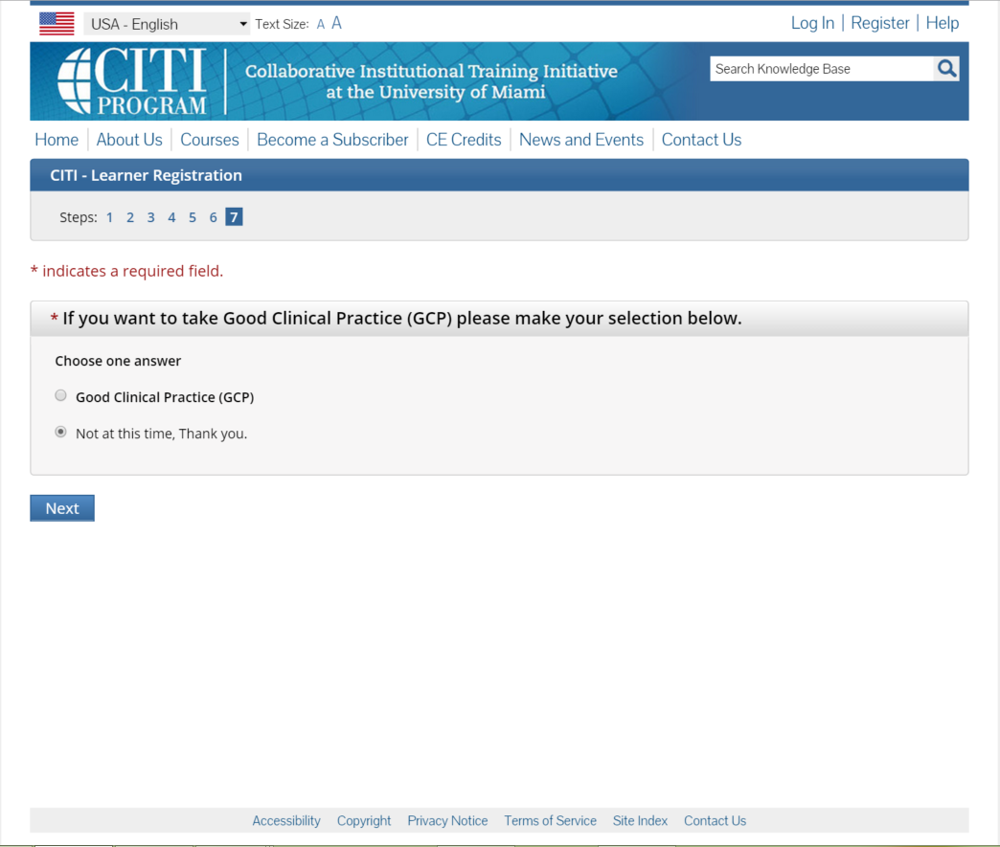 USA - English Text Size: A A Log In | Register | Help
CITI PROGRAM
Collaborative Institutional Training Initiative
at the University of Miami
Search Knowledge Base
Home About Us Courses Become a Subscriber CE Credits News and Events Contact Us
CITI - Learner Registration
Steps: 1 2 3 4 5 6 7
* indicates a required field.
* If you want to take Good Clinical Practice (GCP) please make your selection below.
Choose one answer
Good Clinical Practice (GCP)
Not at this time, Thank you.
Next
Accessibility Copyright Privacy Notice Terms of Service Site Index Contact Us